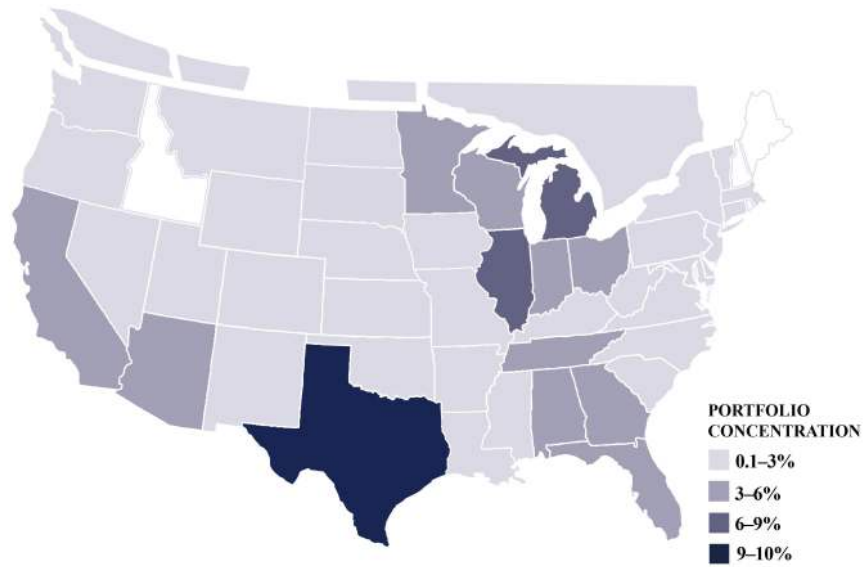 PORTFOLIO
CONCENTRATION
0.1–3%
3–6%
6–9%
9–10%